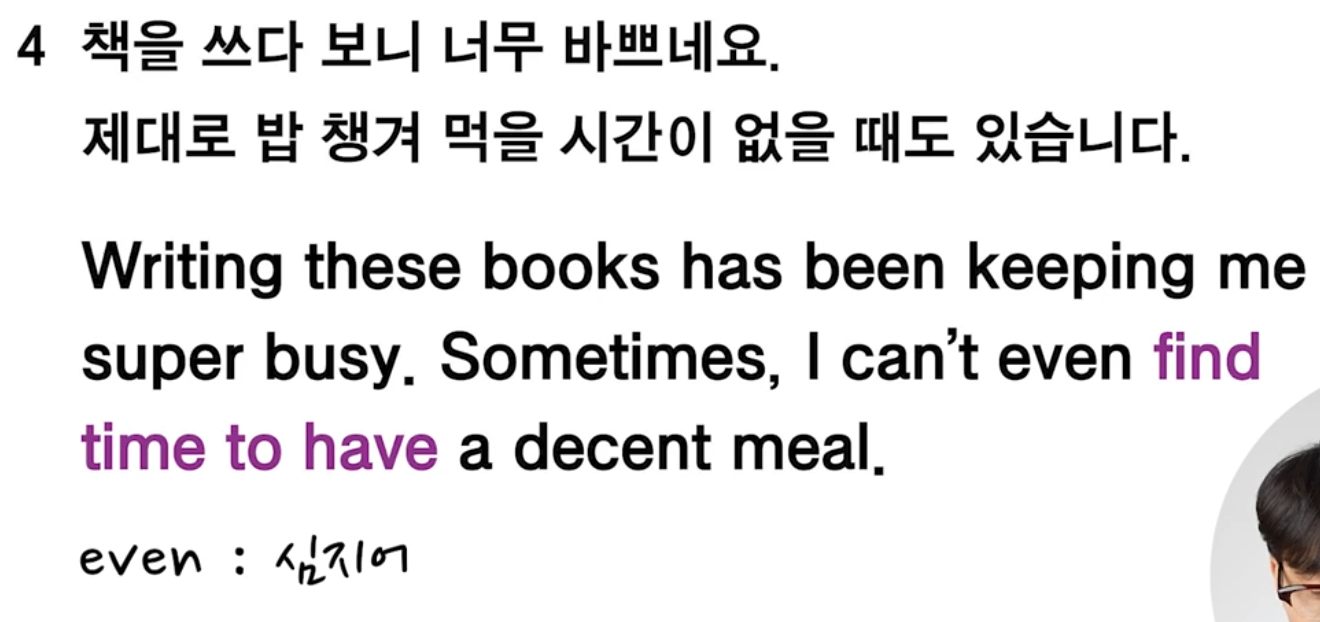 4 책을 쓰다 보니 너무 바쁘네요.
제대로 밥 챙겨 먹을 시간이 없을 때도 있습니다.
Writing these books has been keeping me
super busy. Sometimes, I can't even find
time to have a decent meal.
even : 심지어